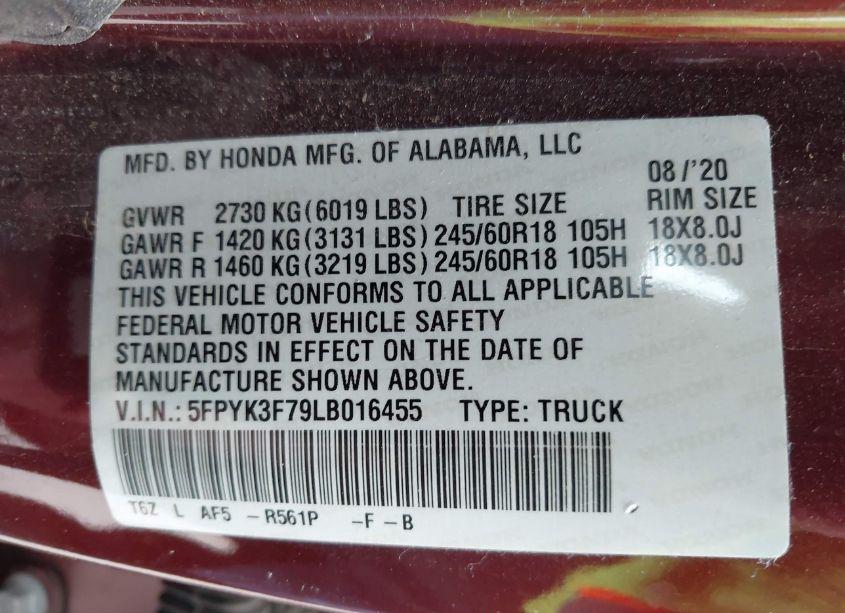 MFD. BY HONDA MFG. OF ALABAMA, LLC 08/'20
GVWR 2730 KG (6019 LBS) TIRE SIZE RIM SIZE
GAWR F 1420 KG (3131 LBS) 245/60R18 105H 18X8.0J
GAWR R 1460 KG (3219 LBS) 245/60R18 105H 18X8.0J
THIS VEHICLE CONFORMS TO ALL APPLICABLE
FEDERAL MOTOR VEHICLE SAFETY
STANDARDS IN EFFECT ON THE DATE OF
MANUFACTURE SHOWN ABOVE.
V.I.N.: 5FPYK3F79LB016455 TYPE: TRUCK
T6Z L AF5 -R561P -F-B